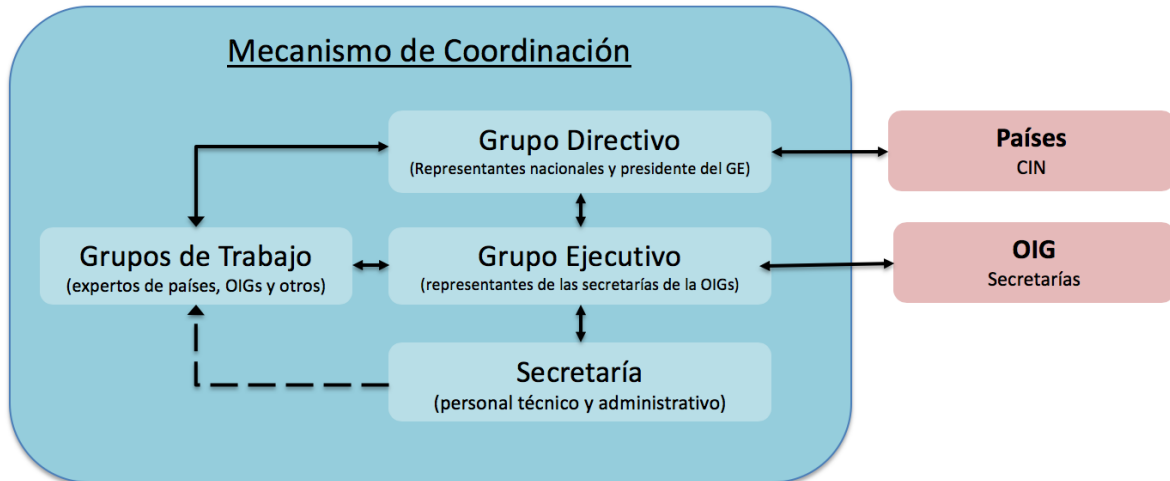 Mecanismo de Coordinación
Grupo Directivo
(Representantes nacionales y presidente del GE)
Países
CIN
Grupos de Trabajo
(expertos de países, OIGs y otros)
Grupo Ejecutivo
(representantes de las secretarías de la OIGs)
OIG
Secretarías
Secretaría
(personal técnico y administrativo)